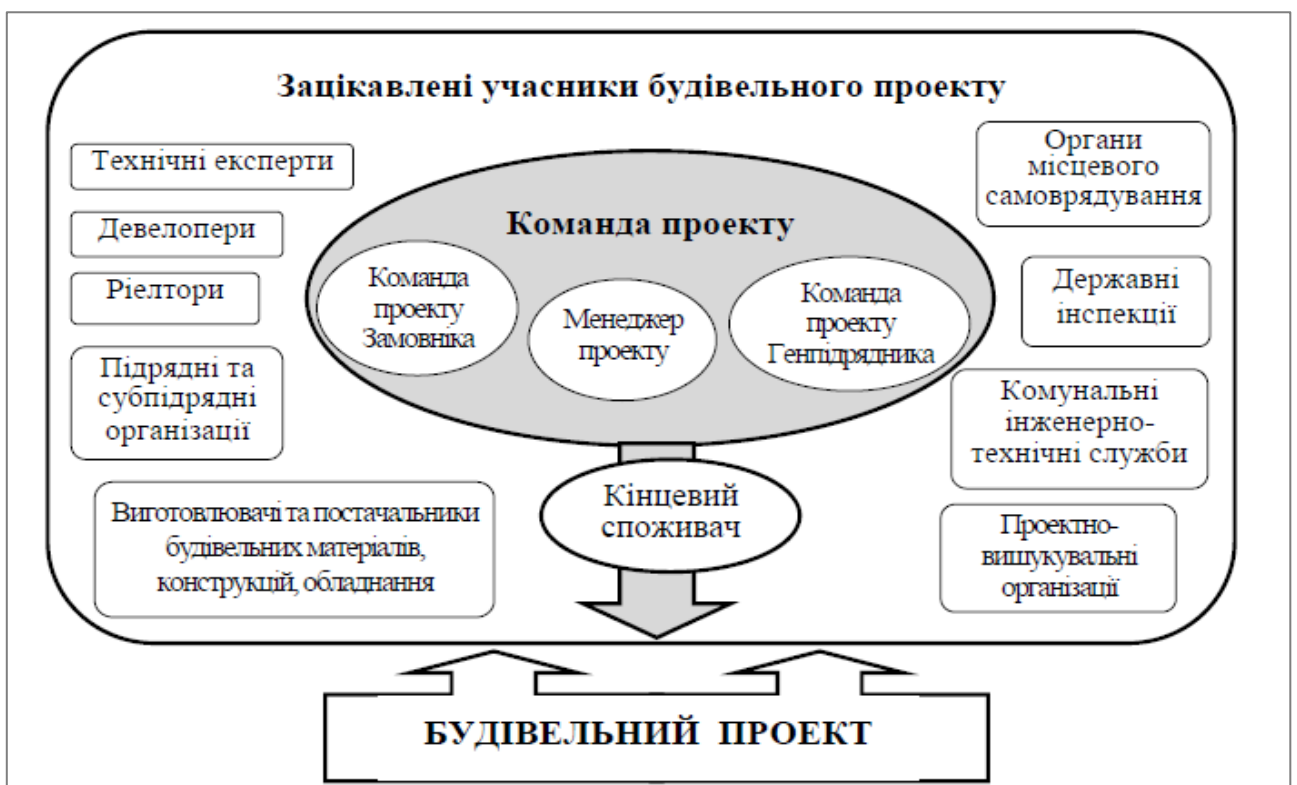 Зацікавлені учасники будівельного проекту
Технічні експерти
Девелопери
Ріелтори
Підрядні та
субпідрядні
організації
Виготовлювачі та постачальники
будівельних матеріалів,
конструкцій, обладнання
Команда проекту
Команда
проекту
Замовніка
Менеджер
проекту
Команда
проекту
Генпідрядника
Кінцевий
споживач
Органи
місцевого
самоврядування
Державні
інспекції
Комунальні
інженерно-
технічні служби
Проектно-
вишукувальні
організації
БУДІВЕЛЬНИЙ ПРОЕКТ